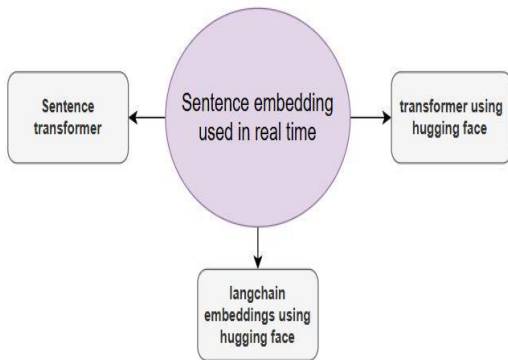 Sentence
transformer
Sentence embedding
used in real time
transformer using
hugging face
langchain
embeddings using
hugging face